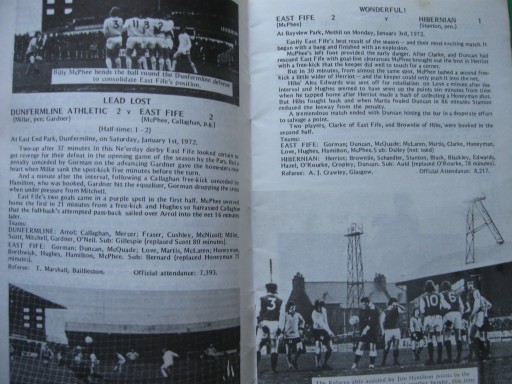 Billy McPhee bends the ball round the Dunfermline defence
to consolidate East Fife's position.
LEAD LOST
DUNFERMLINE ATHLETIC 2 v EAST FIFE 2
(Millar, pen; Gardner) (McPhee, Callaghan, o.g.)
(Half-time: 1 - 2)
At East End Park, Dunfermline, on Saturday, January 1st, 1972.
Two-up after 37 minutes in this Ne'erday derby East Fife looked certain to
get revenge for their defeat in the opening game of the season by the Pars. But a
penalty conceded by Gorman on the advancing Gardner gave the homesters new
heart when Millar sank the spot-kick five minutes before the turn.
And a minute after the interval, following a Callaghan free-kick conceded by
Hamilton, who was booked, Gardner hit the equaliser, Gorman dropping the cross
when under pressure from Mitchell.
East Fife's two goals came in a purple spell in the first half. McPhee swerved
home the first in 21 minutes from a free-kick and Hughes so harrassed Callaghan
that the full-back's attempted pass sailed over Arrol into the net 16 minutes
later.
Teams:
DUNFERMLINE: Arrol; Callaghan, Mercer; Fraser, Cushley, McNicoll; Millar,
Scott, Mitchell, Gardner, O'Neil. Sub: Gillespie (replaced Scott 80 minutes).
EAST FIFE: Gorman; Duncan, McQuade; Love, Martis, McLaren; Honeyman,
Borthwick, Hughes, Hamilton, McPhee. Sub: Bernard (replaced Honeyman 75
minutes).
Referee: T. Marshall, Bailleston. Official attendance: 7,393.
WONDERFUL!
EAST FIFE 2 v HIBERNIAN 1
(McPhee) (Stanton, pen.)
At Bayview Park, Methil on Monday, January 3rd, 1972.
Easily East Fife's best result of the season - and their most exciting match. It
began with a bang and finished with an explosion.
McPhee's left foot provided the early danger. After Clarke and Duncan had
rescued East Fife with goal-line clearances McPhee brought out the best in Herriot
with a free-kick that the keeper did well to touch for a corner.
But in 30 minutes, from almost the same spot, McPhee bashed a second free-
kick a little wider of Herriot - and the keeper could only push it into the net.
Hibs' Alex Edwards was sent off for retaliation on Love a minute after the
interval and Hughes seemed to have sewn up the points ten minutes from time
when he tapped home after Herriot made a hash of collecting a Honeyman shot.
But Hibs fought back and when Martis fouled Duncan in 86 minutes Stanton
reduced the leeway from the penalty.
A tremendous match ended with Duncan hitting the bar in a desperate effort
to salvage a point.
Two players, Clarke of East Fife, and Brownlie of Hibs, were booked in the
second half.
Teams:
EAST FIFE: Gorman; Duncan, McQuade; McLaren, Martis, Clarke; Honeyman,
Love, Hughes, Hamilton, McPhee. Sub: Dailey (not used)
HIBERNIAN: Herriot; Brownlie, Schaedler, Stanton, Black, Blackley, Edwards,
Hazel, O'Rourke, Cropley, Duncan. Sub: Auld (replaced O'Rourke, 78 minutes).
Referee: A. J. Crawley, Glasgow. Official Attendance: 8,217.
3
10
6
The Referee ably assisted by Jim Hamilton points to the